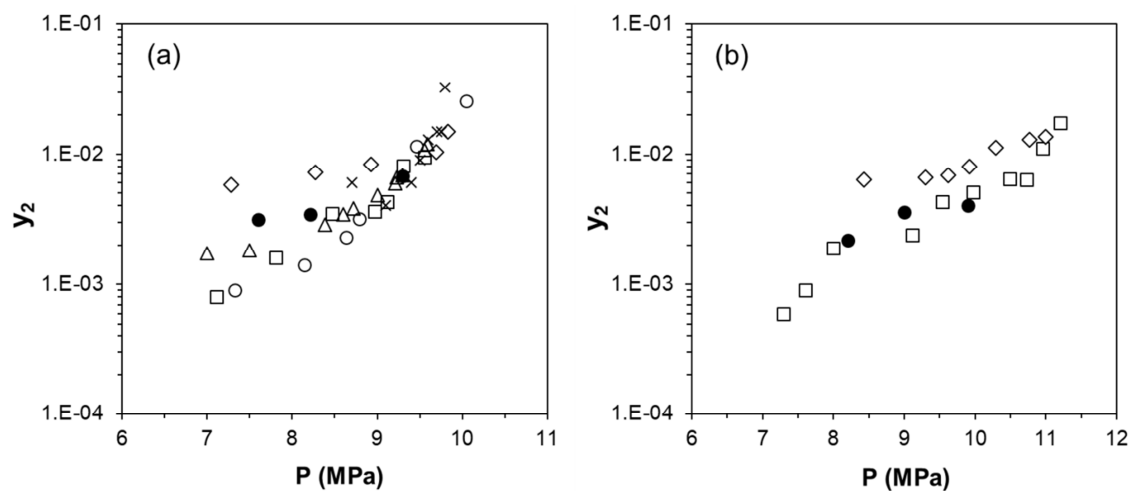 (a)
1.E-01
1.E-02
1.E-03
1.E-04
y₂
6 7 8 9 10 11
P (MPa)
(b)
1.E-01
1.E-02
1.E-03
1.E-04
y₂
6 7 8 9 10 11 12
P (MPa)